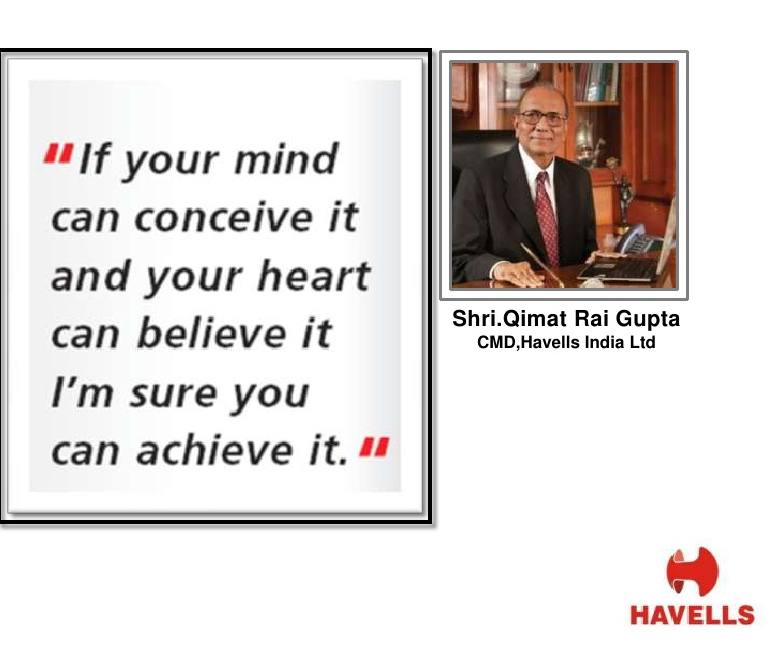 "If your mind
can conceive it
and your heart
can believe it
I'm sure you
can achieve it."
Shri.Qimat Rai Gupta
CMD,Havells India Ltd
HAVELLS